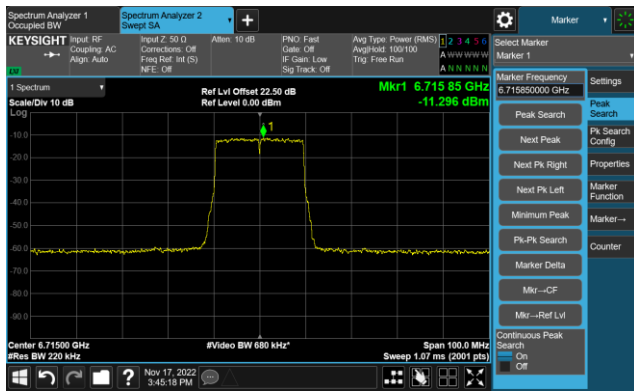 Spectrum Analyzer 1
Occupied BW
Spectrum Analyzer 2
Swept SA
Marker
KEYSIGHT
Input: RF
Coupling: AC
Align: Auto
Input Z: 50 Ω
Corrections: Off
Freq Ref: Int (S)
NFE: Off
Atten: 10 dB
PNO: Fast
Gate: Off
IF Gain: Low
Sig Track: Off
Avg Type: Power (RMS)
Avg|Hold: 100/100
Trig: Free Run
1 2 3 4 5 6
A W W W W W
A N N N N N
Select Marker
Marker 1
1 Spectrum
Scale/Div 10 dB
Log
Ref Lvl Offset 22.50 dB
Ref Level 0.00 dBm
Mkr1 6.715 85 GHz
-11.296 dBm
1
-10.0
-20.0
-30.0
-40.0
-50.0
-60.0
-70.0
-80.0
-90.0
Center 6.71500 GHz
#Res BW 220 kHz
#Video BW 680 kHz*
Span 100.0 MHz
Sweep 1.07 ms (2001 pts)
Marker Frequency
6.715850000 GHz
Peak Search
Next Peak
Next Pk Right
Next Pk Left
Minimum Peak
Pk-Pk Search
Marker Delta
Mkr→CF
Mkr→Ref Lvl
Continuous Peak
Search
On
Off
Settings
Peak
Search
Pk Search
Config
Properties
Marker
Function
Marker→
Counter
Nov 17, 2022
3:45:18 PM